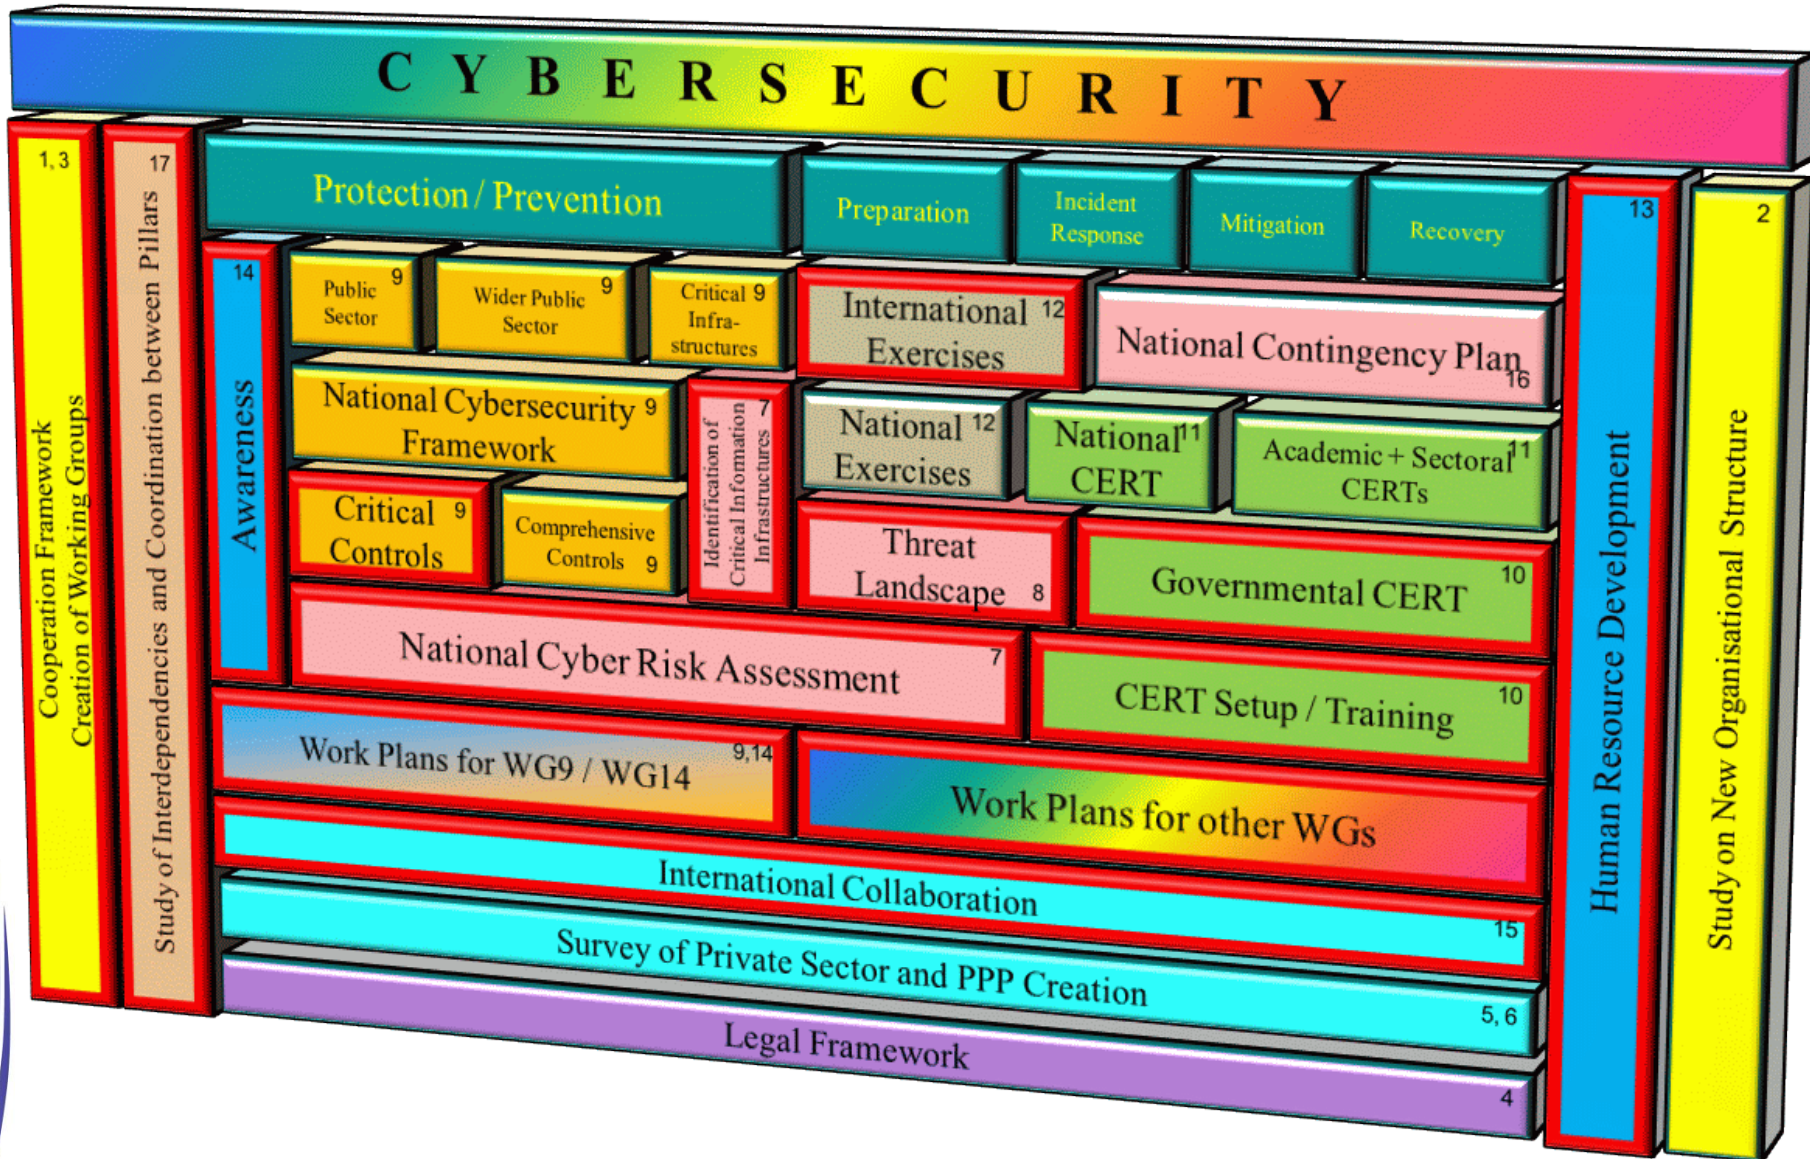 CYBERSECURITY
1, 3
Cooperation Framework
Creation of Working Groups
17
Study of Interdependencies and Coordination between Pillars
Protection / Prevention
Preparation
Incident
Response
Mitigation
Recovery
13
Human Resource Development
2
Study on New Organisational Structure
14
Awareness
Public 9
Sector
Wider Public 9
Sector
Critical 9
Infra-
structures
International 12
Exercises
National Contingency Plan
16
National Cybersecurity 9
Framework
7
Identification of
Critical Information
Infrastructures
National 12
Exercises
National 11
CERT
Academic + Sectoral 11
CERTs
Critical 9
Controls
Comprehensive
Controls 9
Threat
Landscape 8
Governmental CERT 10
National Cyber Risk Assessment 7
CERT Setup / Training 10
Work Plans for WG9 / WG14 9,14
Work Plans for other WGs
International Collaboration
15
Survey of Private Sector and PPP Creation
5, 6
Legal Framework
4